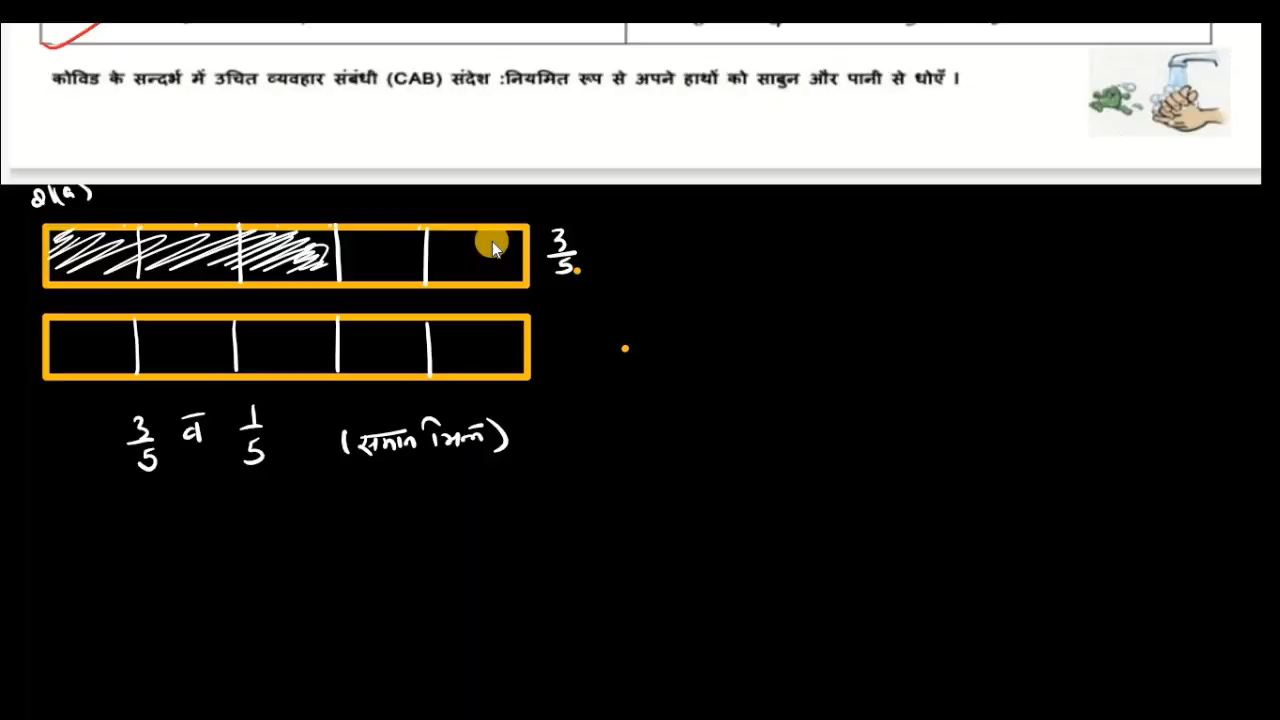 कोविड के सन्दर्भ में उचित व्यवहार संबंधी (CAB) संदेश :नियमित रूप से अपने हाथों को साबुन और पानी से धोएँ ।
3/5
3/5 व 1/5 (समान भिन्न)